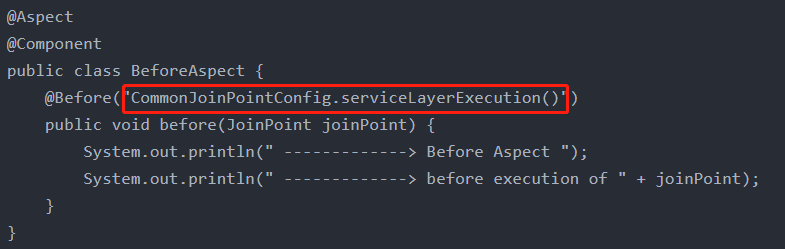 @Aspect
@Component
public class BeforeAspect {
    @Before("CommonJoinPointConfig.serviceLayerExecution()")
    public void before(JoinPoint joinPoint) {
        System.out.println(" -------------> Before Aspect ");
        System.out.println(" -------------> before execution of " + joinPoint);
    }
}